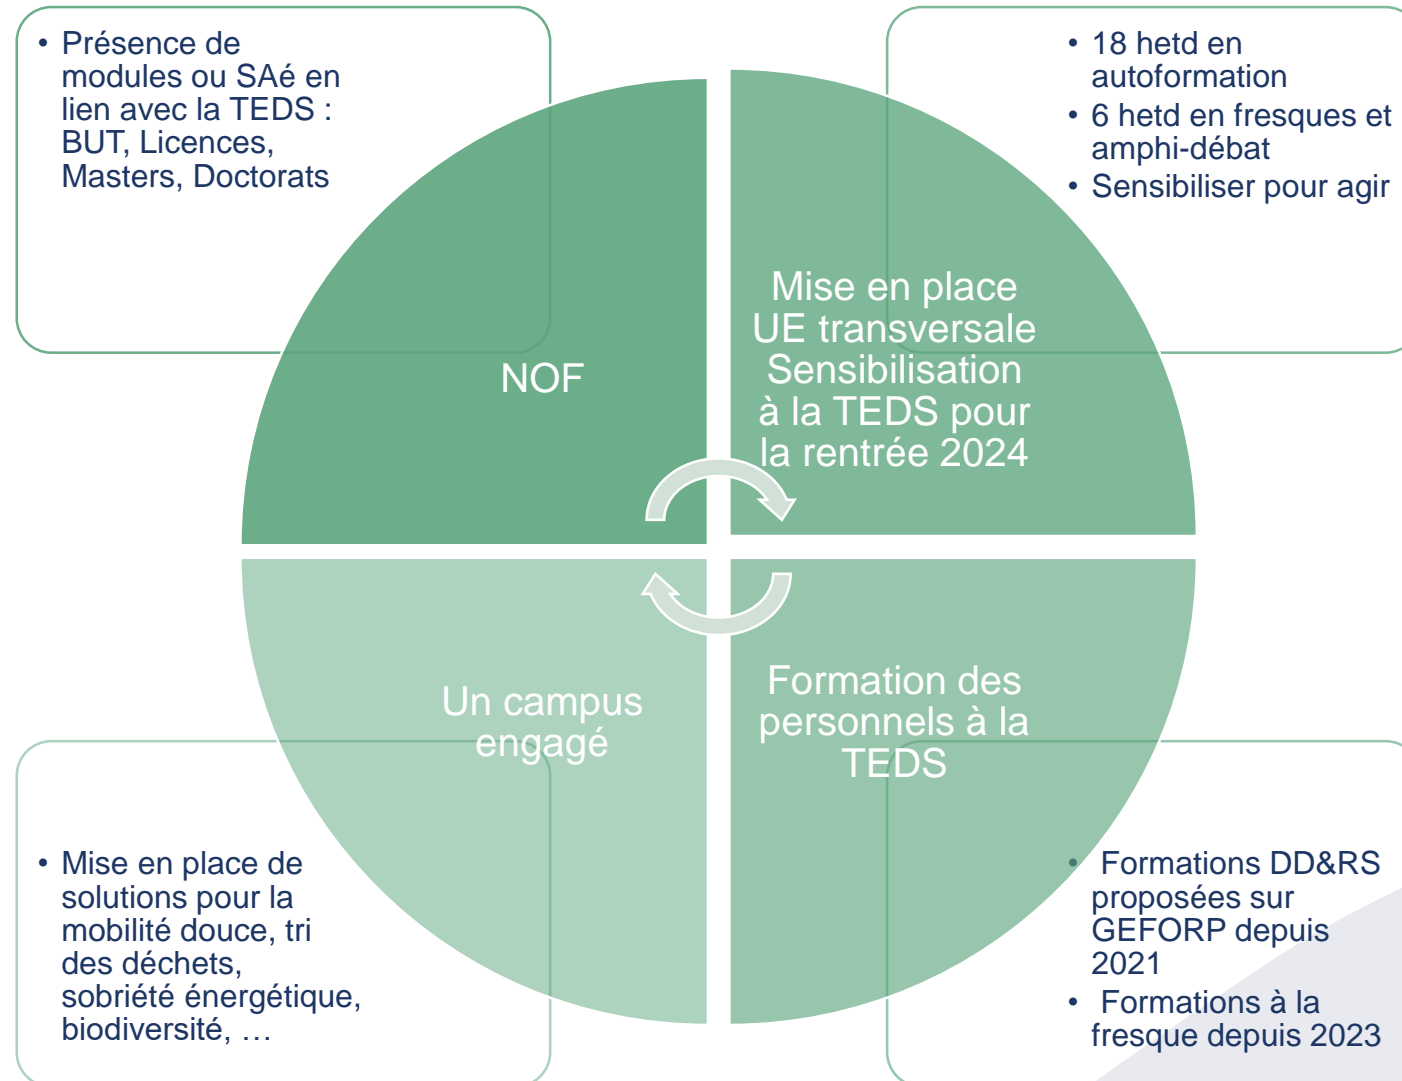 • Présence de
modules ou SAé en
lien avec la TEDS :
BUT, Licences,
Masters, Doctorats
• 18 hetd en
autoformation
• 6 hetd en fresques et
amphi-débat
• Sensibiliser pour agir
NOF
Mise en place
UE transversale
Sensibilisation
à la TEDS pour
la rentrée 2024
Un campus
engagé
Formation des
personnels à la
TEDS
• Mise en place de
solutions pour la
mobilité douce, tri
des déchets,
sobriété énergétique,
biodiversité, …
• Formations DD&RS
proposées sur
GEFORP depuis
2021
• Formations à la
fresque depuis 2023